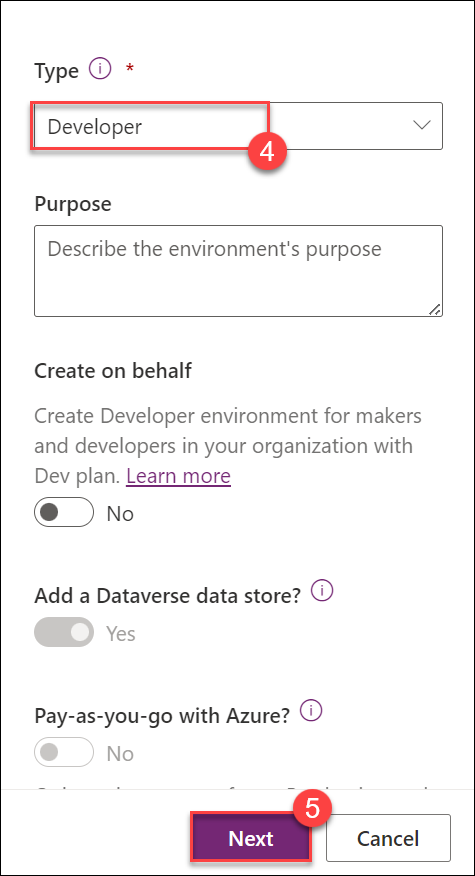 Type *
Developer
4
Purpose
Describe the environment's purpose
Create on behalf
Create Developer environment for makers
and developers in your organization with
Dev plan. Learn more
No
Add a Dataverse data store?
Yes
Pay-as-you-go with Azure?
No
5
Next
Cancel